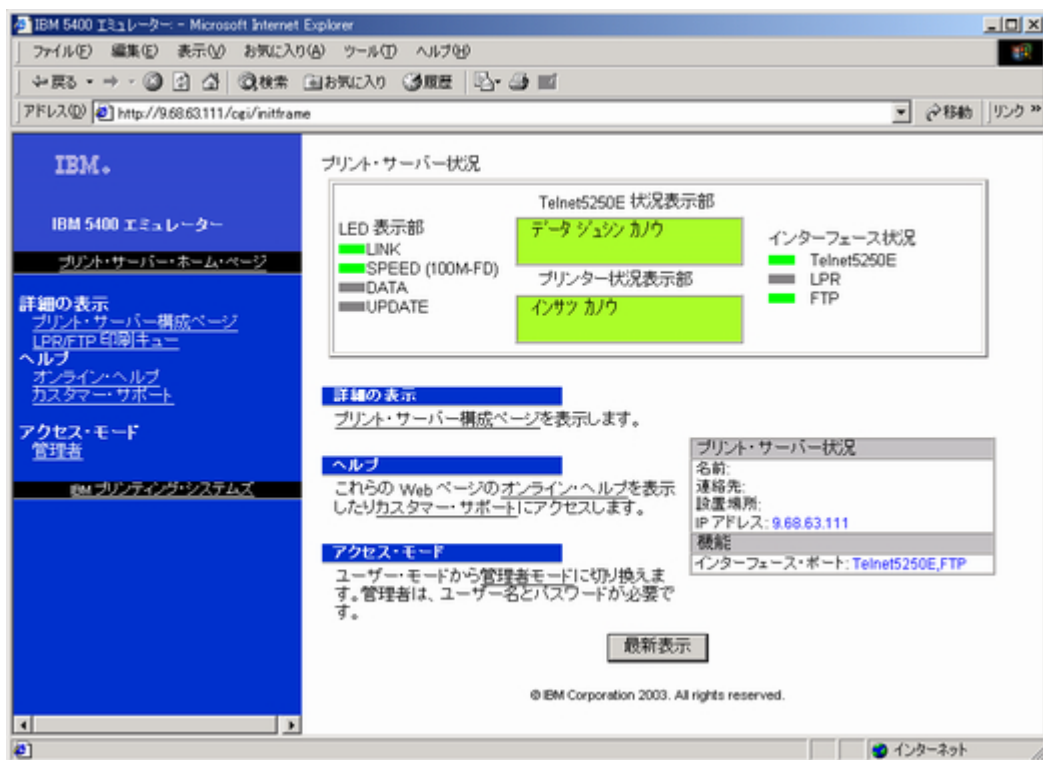 IBM 5400 エミュレーター: - Microsoft Internet Explorer
ファイル(F) 編集(E) 表示(V) お気に入り(A) ツール(T) ヘルプ(H)
戻る 検索 お気に入り 履歴
アドレス(D) http://9.68.63.111/cgi/initframe 移動 リンク »
IBM®
IBM 5400 エミュレーター
プリント・サーバー・ホーム・ページ
詳細の表示
プリント・サーバー構成ページ
LPR/FTP 印刷キュー
ヘルプ
オンライン・ヘルプ
カスタマー・サポート
アクセス・モード
管理者
IBM プリンティング・システムズ
プリント・サーバー状況
LED 表示部
LINK
SPEED (100M-FD)
DATA
UPDATE
Telnet5250E 状況表示部
データ ジュシン カノウ
プリンター状況表示部
インサツ カノウ
インターフェース状況
Telnet5250E
LPR
FTP
詳細の表示
プリント・サーバー構成ページを表示します。
ヘルプ
これらの Web ページのオンライン・ヘルプを表示
したりカスタマー・サポートにアクセスします。
アクセス・モード
ユーザー・モードから管理者モードに切り換えま
す。管理者は、ユーザー名とパスワードが必要で
す。
プリント・サーバー状況
名前:
連絡先:
設置場所:
IP アドレス: 9.68.63.111
機能
インターフェース・ポート: Telnet5250E,FTP
最新表示
© IBM Corporation 2003. All rights reserved.
インターネット